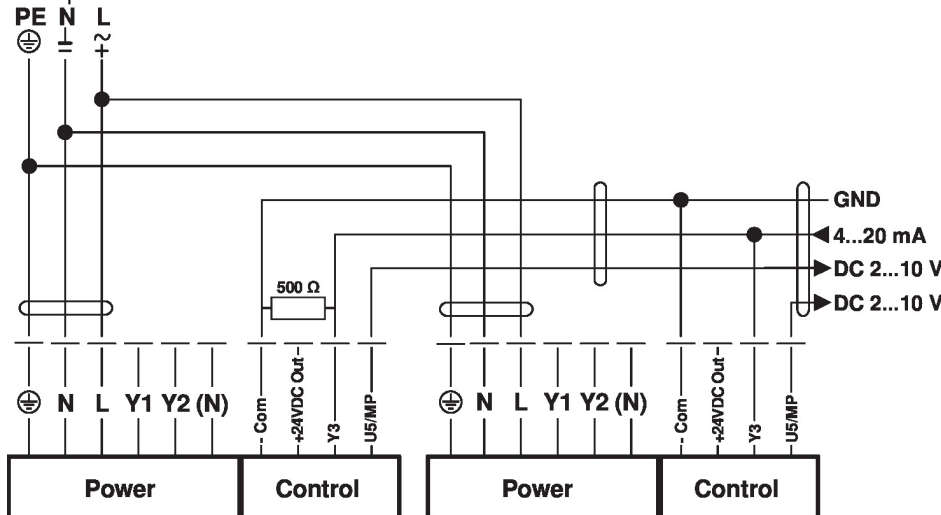 PE N L
~
= +
GND
4...20 mA
DC 2...10 V
500 Ω
DC 2...10 V
N L Y1 Y2 (N) - Com +24VDC Out Y3 U5/MP N L Y1 Y2 (N) - Com +24VDC Out Y3 U5/MP
Power Control Power Control